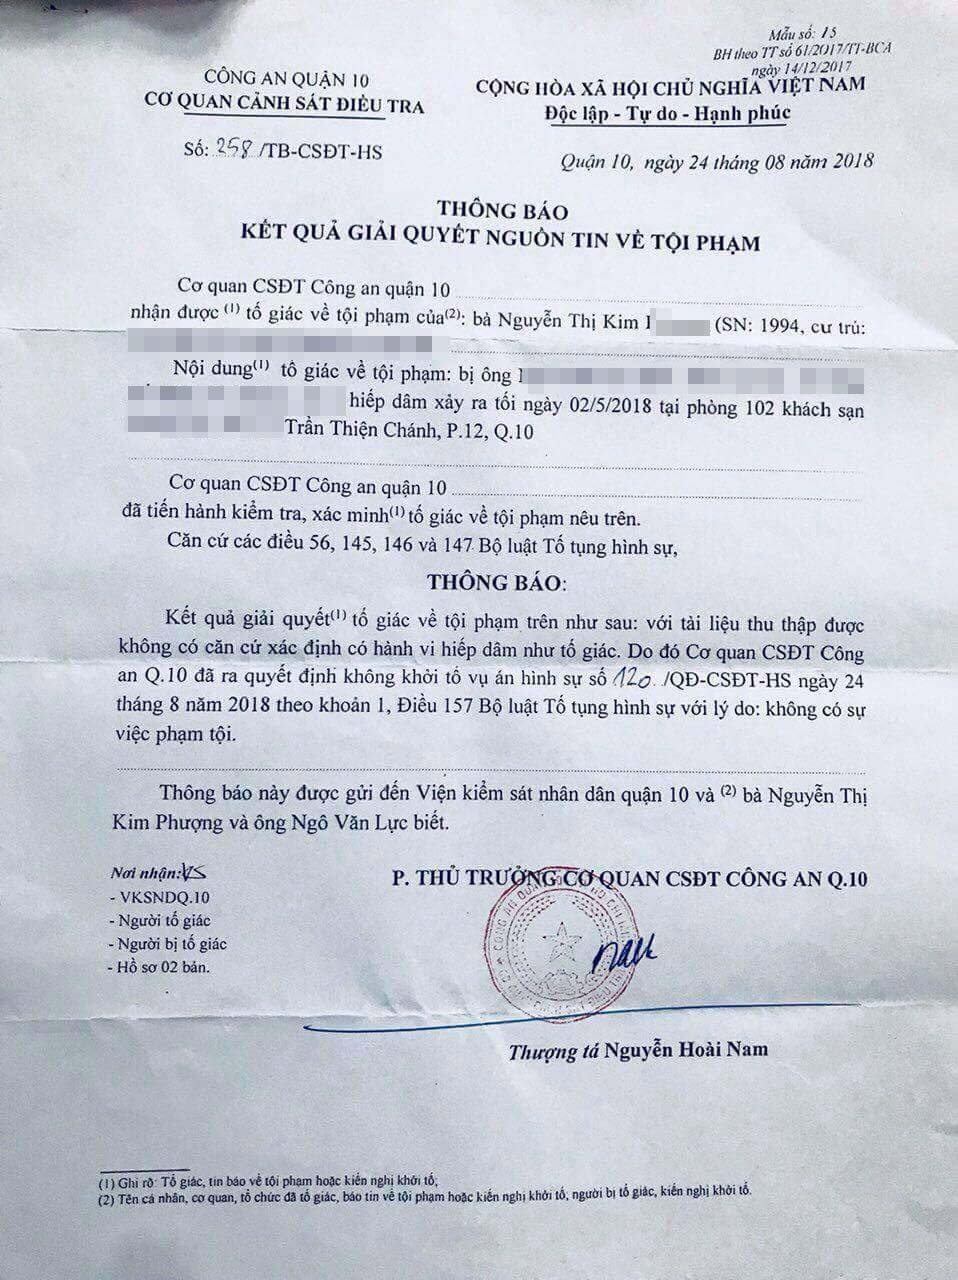 Mẫu số: 15
BH theo TT số 61/2017/TT-BCA
ngày 14/12/2017
CÔNG AN QUẬN 10
CƠ QUAN CẢNH SÁT ĐIỀU TRA
CỘNG HÒA XÃ HỘI CHỦ NGHĨA VIỆT NAM
Độc lập - Tự do - Hạnh phúc
Số: 258/TB-CSĐT-HS
Quận 10, ngày 24 tháng 08 năm 2018
THÔNG BÁO
KẾT QUẢ GIẢI QUYẾT NGUỒN TIN VỀ TỘI PHẠM
Cơ quan CSĐT Công an quận 10
nhận được (1) tố giác về tội phạm của(2): bà Nguyễn Thị Kim (SN: 1994, cư trú:
Nội dung(1) tố giác về tội phạm: bị ông
hiếp dâm xảy ra tối ngày 02/5/2018 tại phòng 102 khách sạn
Trần Thiện Chánh, P.12, Q.10
Cơ quan CSĐT Công an quận 10
đã tiến hành kiểm tra, xác minh(1) tố giác về tội phạm nêu trên.
Căn cứ các điều 56, 145, 146 và 147 Bộ luật Tố tụng hình sự,
THÔNG BÁO:
Kết quả giải quyết(1) tố giác về tội phạm trên như sau: với tài liệu thu thập được
không có căn cứ xác định có hành vi hiếp dâm như tố giác. Do đó Cơ quan CSĐT Công
an Q.10 đã ra quyết định không khởi tố vụ án hình sự số 120/QĐ-CSĐT-HS ngày 24
tháng 8 năm 2018 theo khoản 1, Điều 157 Bộ luật Tố tụng hình sự với lý do: không có sự
việc phạm tội.
Thông báo này được gửi đến Viện kiểm sát nhân dân quận 10 và (2) bà Nguyễn Thị
Kim Phượng và ông Ngô Văn Lực biết.
Nơi nhận:
- VKSNDQ.10
- Người tố giác
- Người bị tố giác
- Hồ sơ 02 bản.
P. THỦ TRƯỞNG CƠ QUAN CSĐT CÔNG AN Q.10
Thượng tá Nguyễn Hoài Nam
(1) Ghi rõ: Tố giác, tin báo về tội phạm hoặc kiến nghị khởi tố;
(2) Tên cá nhân, cơ quan, tổ chức đã tố giác, báo tin về tội phạm hoặc kiến nghị khởi tố, người bị tố giác, kiến nghị khởi tố.